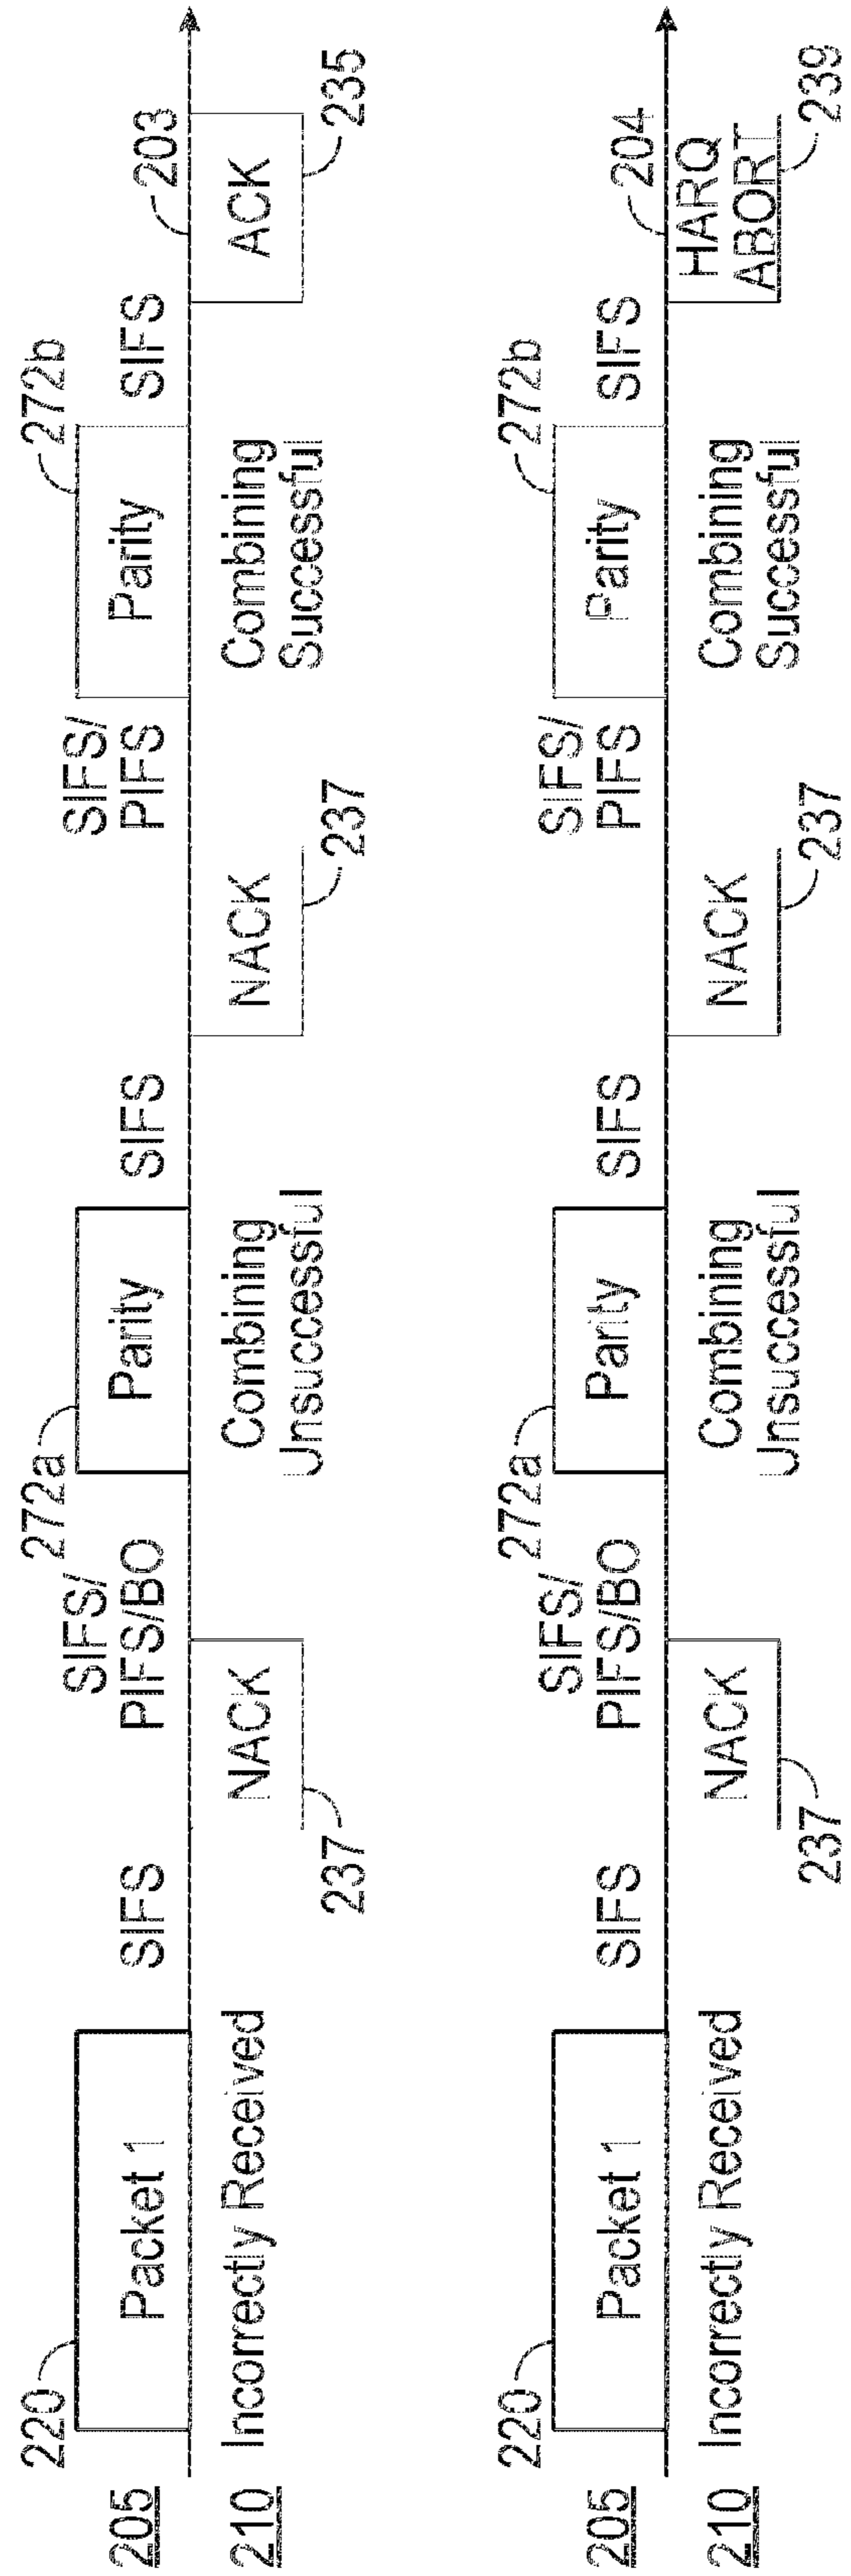 220
205
Packet 1
SIFS
SIFS/
PIFS/BO
272a
Parity
SIFS
SIFS/
PIFS
272b
Parity
SIFS
203
210
Incorrectly Received
NACK
237
Combining
Unsuccessful
NACK
237
Combining
Successful
ACK
235
220
205
Packet 1
SIFS
SIFS/
PIFS/BO
272a
Parity
SIFS
SIFS/
PIFS
272b
Parity
SIFS
204
210
Incorrectly Received
NACK
237
Combining
Unsuccessful
NACK
237
Combining
Successful
HARQ
ABORT
239